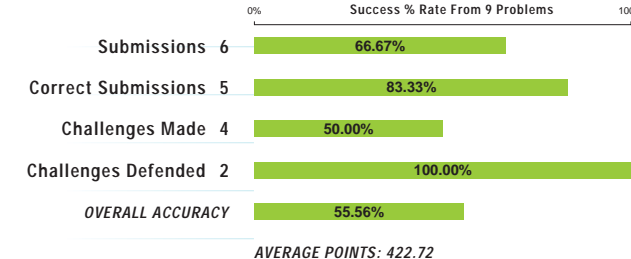 Success % Rate From 9 Problems
0% 100
Submissions 6 66.67%
Correct Submissions 5 83.33%
Challenges Made 4 50.00%
Challenges Defended 2 100.00%
OVERALL ACCURACY 55.56%
AVERAGE POINTS: 422.72